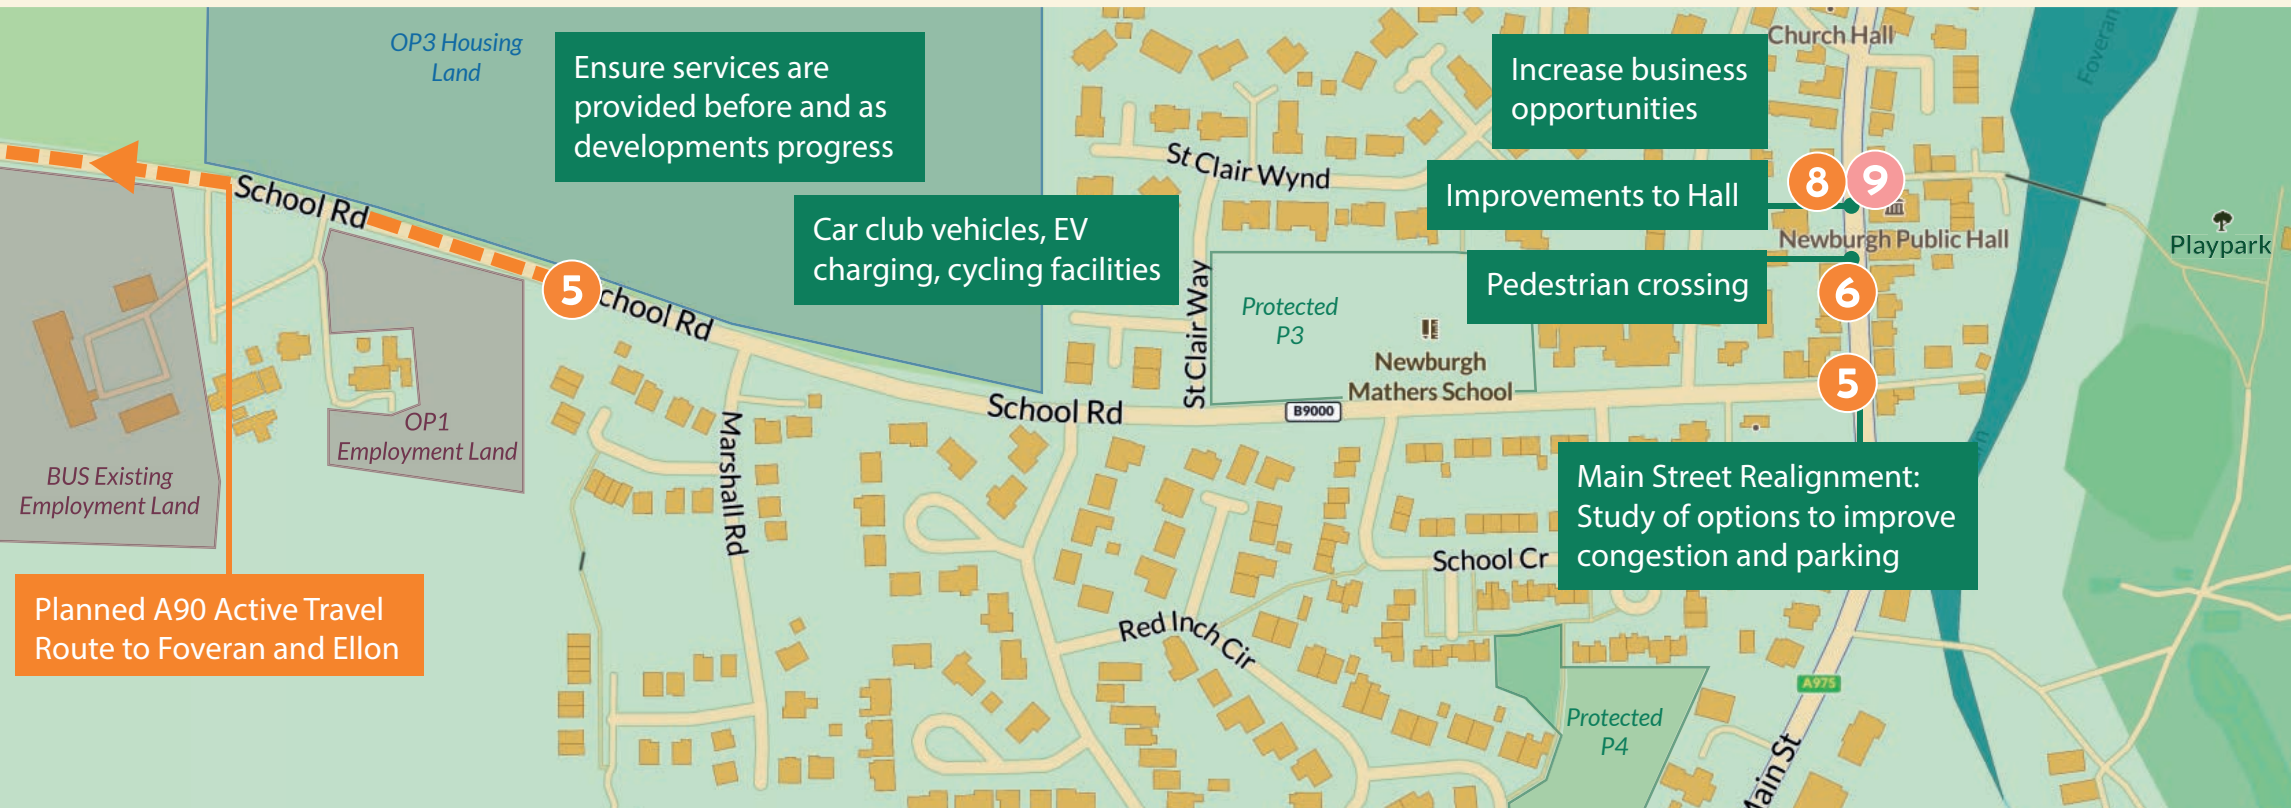 OP3 Housing
Land
Ensure services are
provided before and as
developments progress
Increase business
opportunities
Church Hall
Foveran
St Clair Wynd
Improvements to Hall
8
9
School Rd
Car club vehicles, EV
charging, cycling facilities
Newburgh Public Hall
Playpark
Pedestrian crossing
5
6
School Rd
St Clair Way
Protected
P3
Newburgh
Mathers School
5
School Rd
B9000
OP1
Employment Land
Marshall Rd
BUS Existing
Employment Land
Main Street Realignment:
Study of options to improve
congestion and parking
School Cr
Planned A90 Active Travel
Route to Foveran and Ellon
Red Inch Cir
A975
Protected
P4
Main St